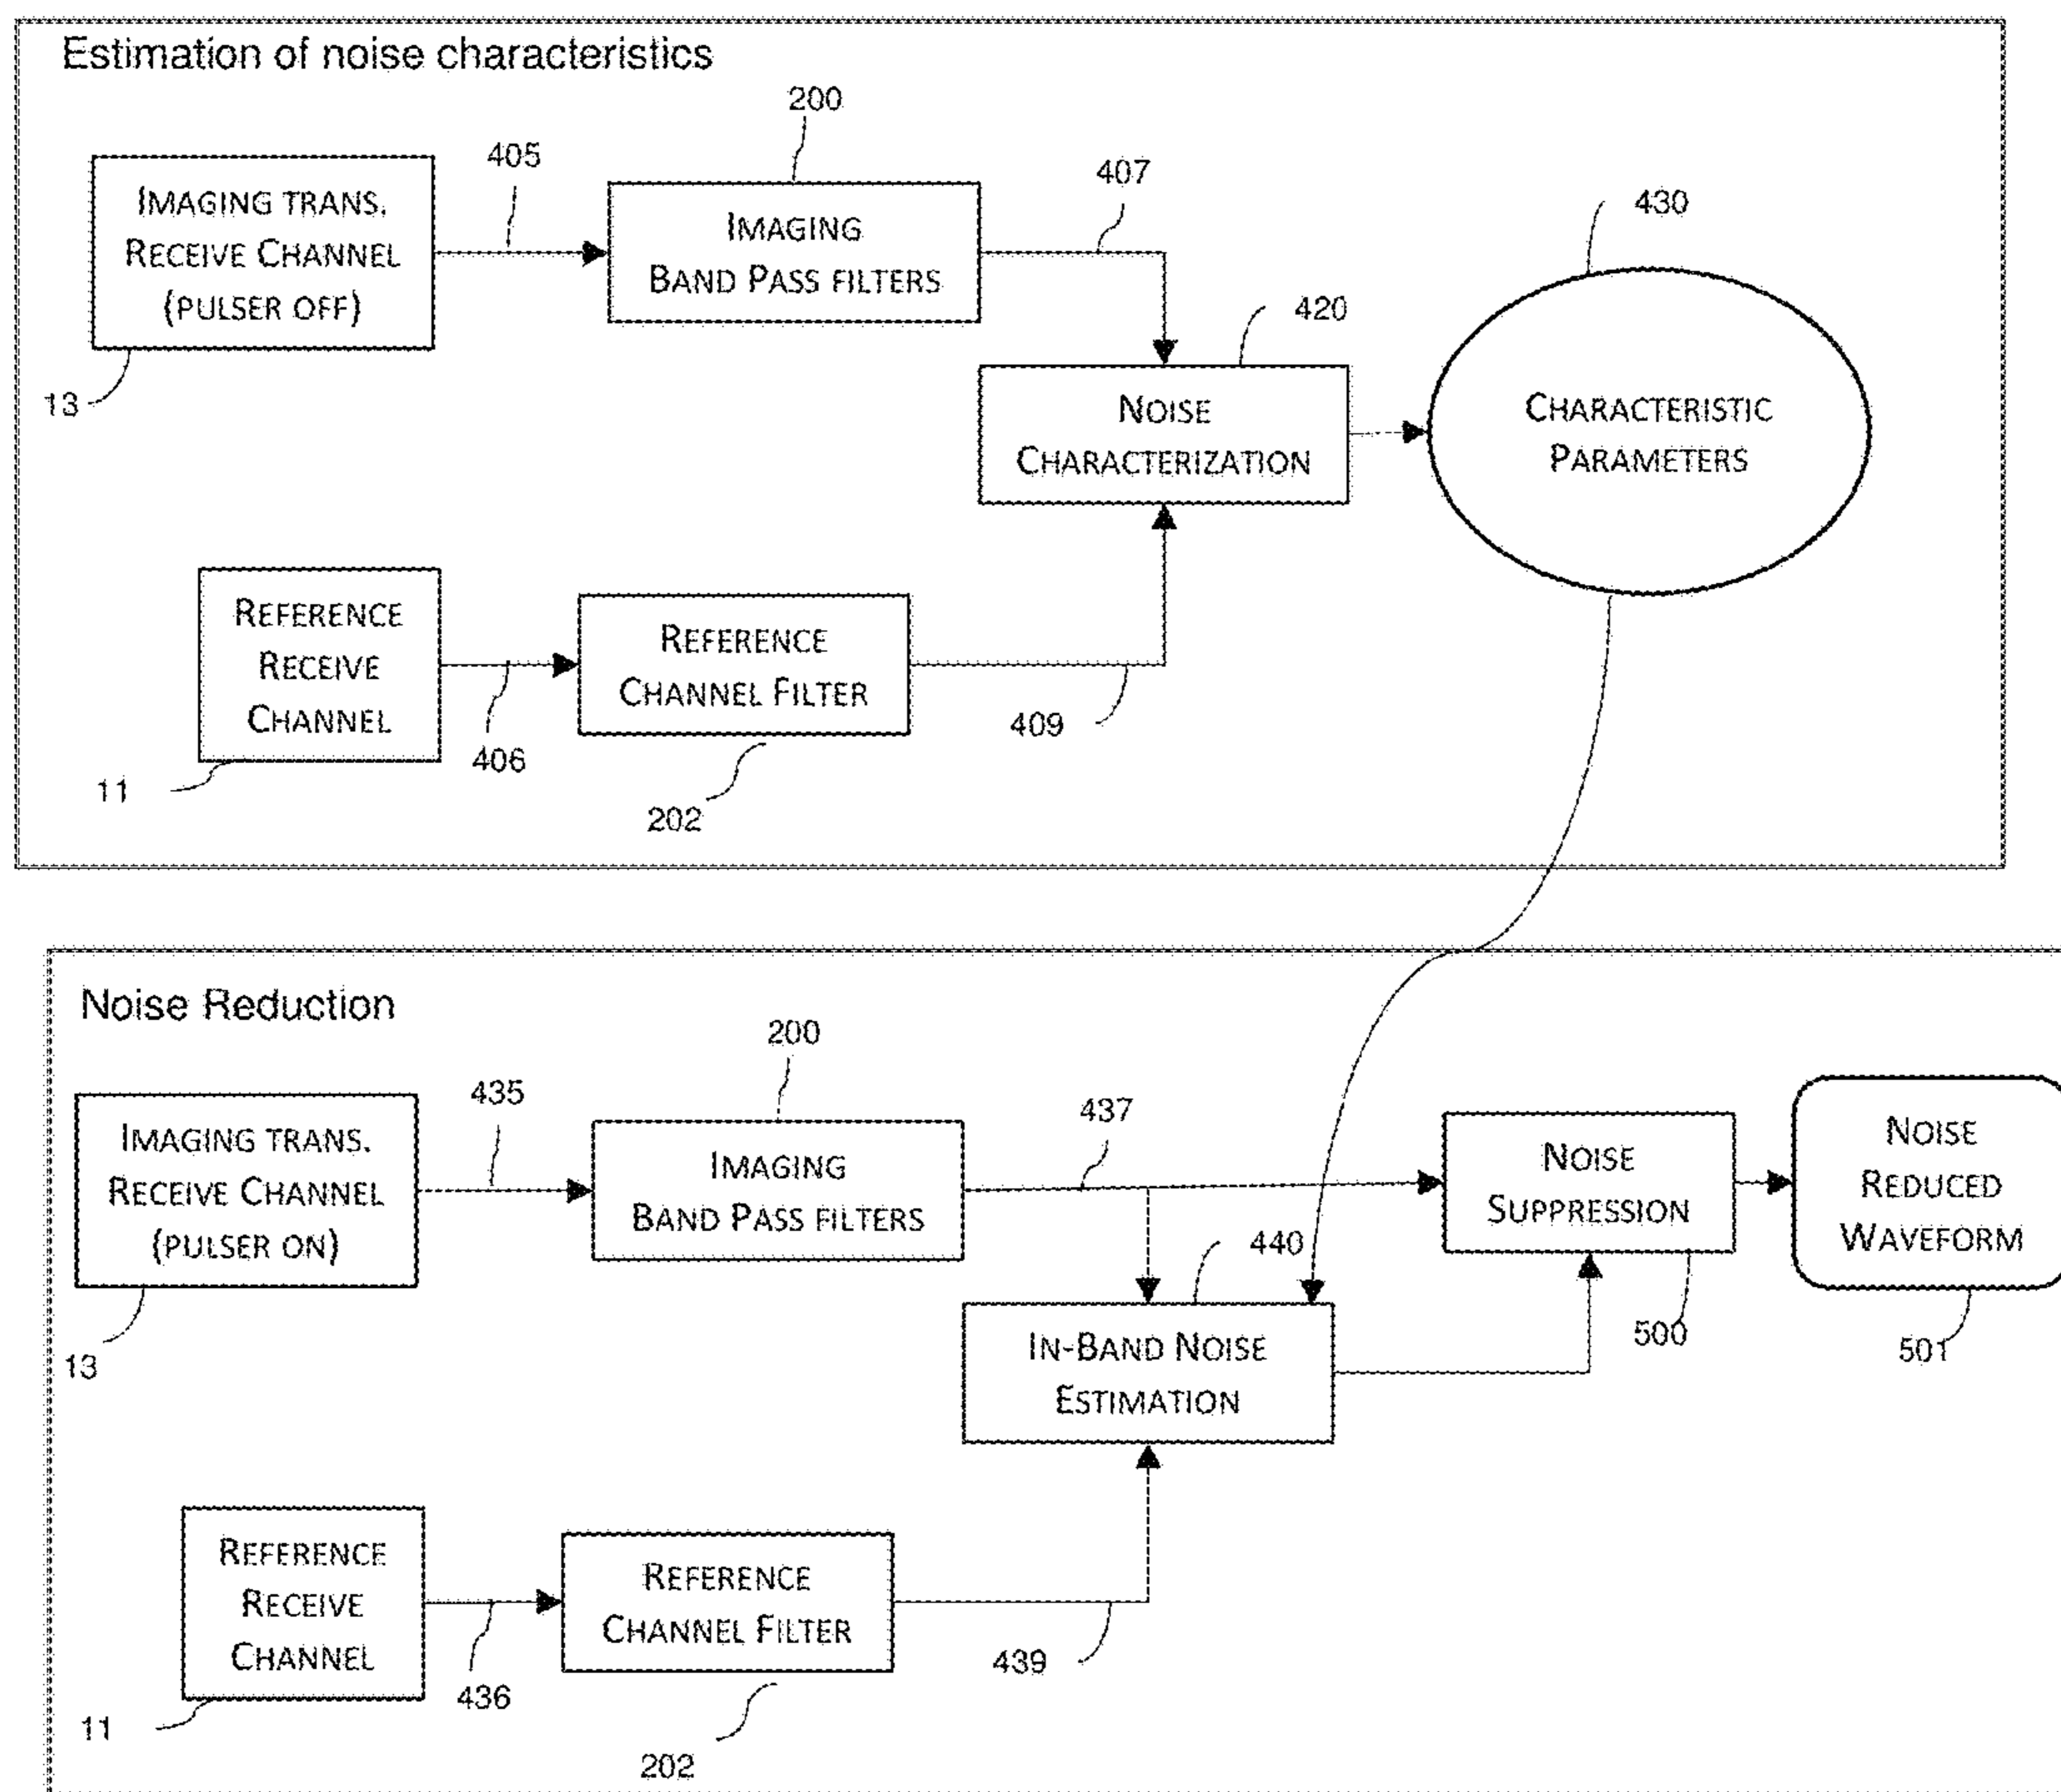 Estimation of noise characteristics
200
405
407
430
IMAGING TRANS.
RECEIVE CHANNEL
(PULSER OFF)
IMAGING
BAND PASS FILTERS
420
13
NOISE
CHARACTERIZATION
CHARACTERISTIC
PARAMETERS
REFERENCE
RECEIVE
CHANNEL
REFERENCE
CHANNEL FILTER
406
409
11
202
Noise Reduction
200
435
437
IMAGING TRANS.
RECEIVE CHANNEL
(PULSER ON)
IMAGING
BAND PASS FILTERS
NOISE
SUPPRESSION
NOISE
REDUCED
WAVEFORM
440
13
500
501
IN-BAND NOISE
ESTIMATION
REFERENCE
RECEIVE
CHANNEL
REFERENCE
CHANNEL FILTER
436
439
11
202